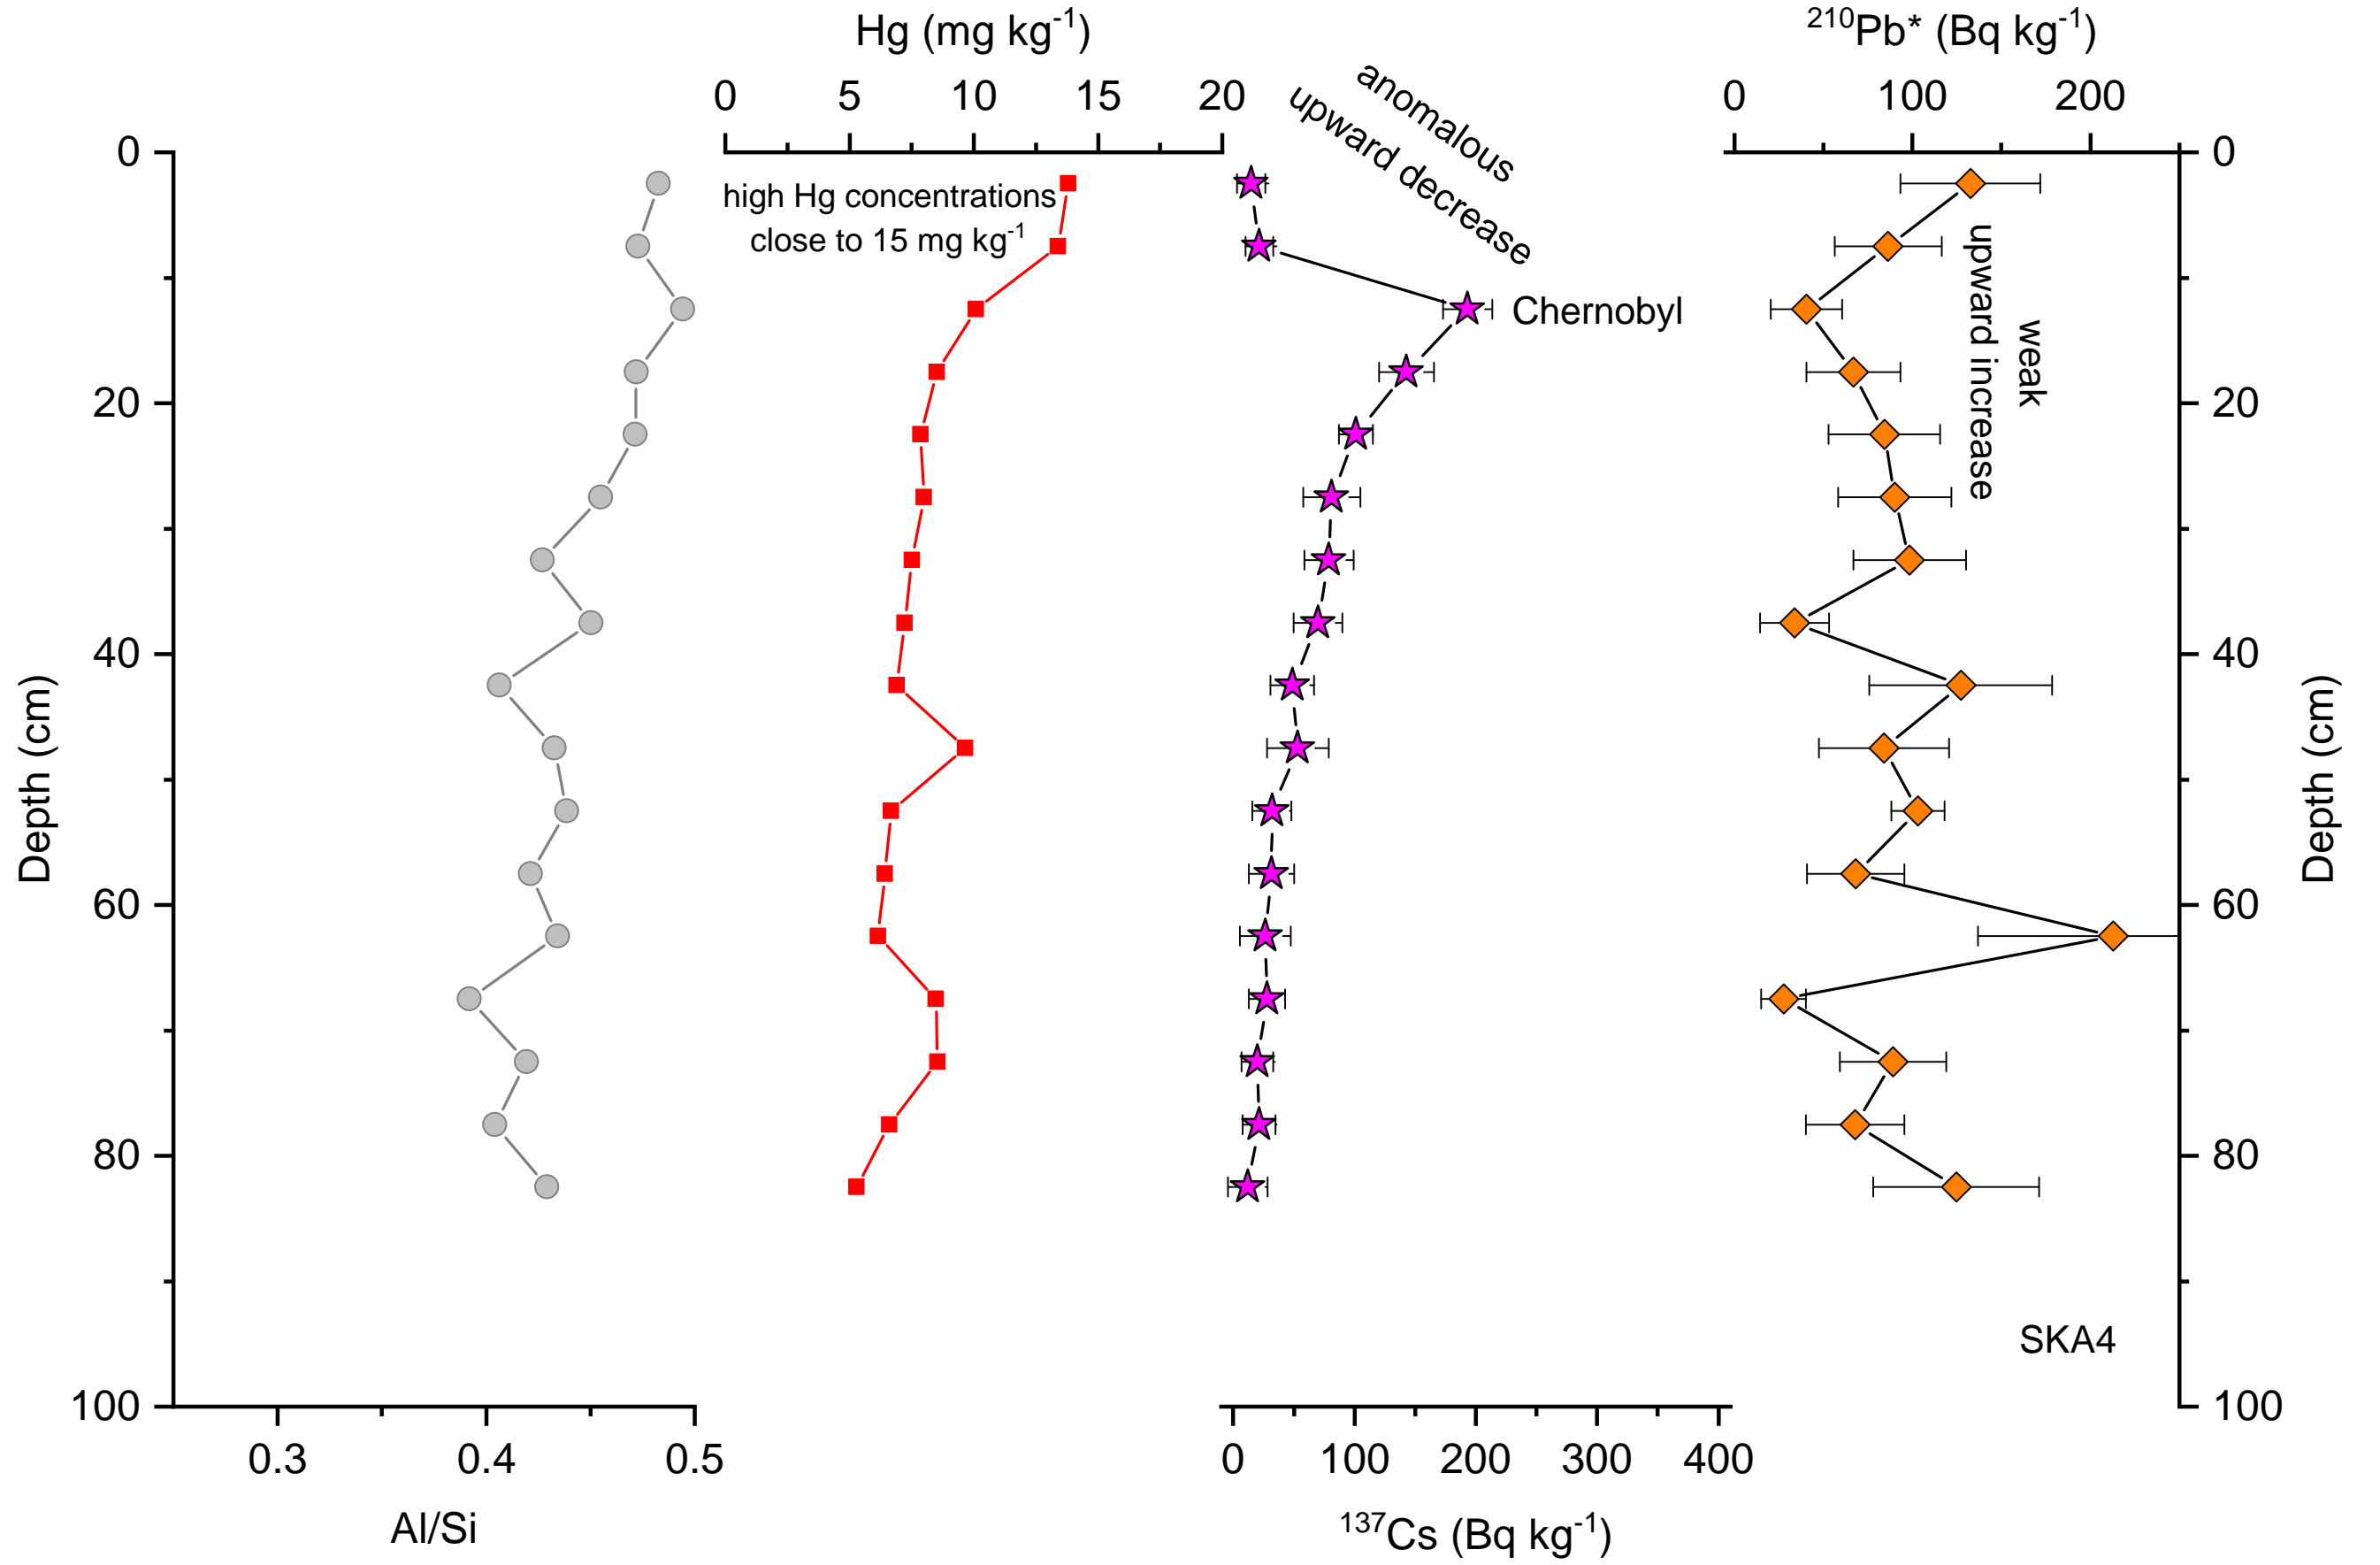 Hg (mg kg⁻¹)
²¹⁰Pb* (Bq kg⁻¹)
0 5 10 15 20
0 100 200
anomalous
upward decrease
high Hg concentrations
close to 15 mg kg⁻¹
Chernobyl
weak
upward increase
0
20
40
60
80
100
Depth (cm)
0
20
40
60
80
100
Depth (cm)
SKA4
0.3 0.4 0.5
Al/Si
0 100 200 300 400
¹³⁷Cs (Bq kg⁻¹)